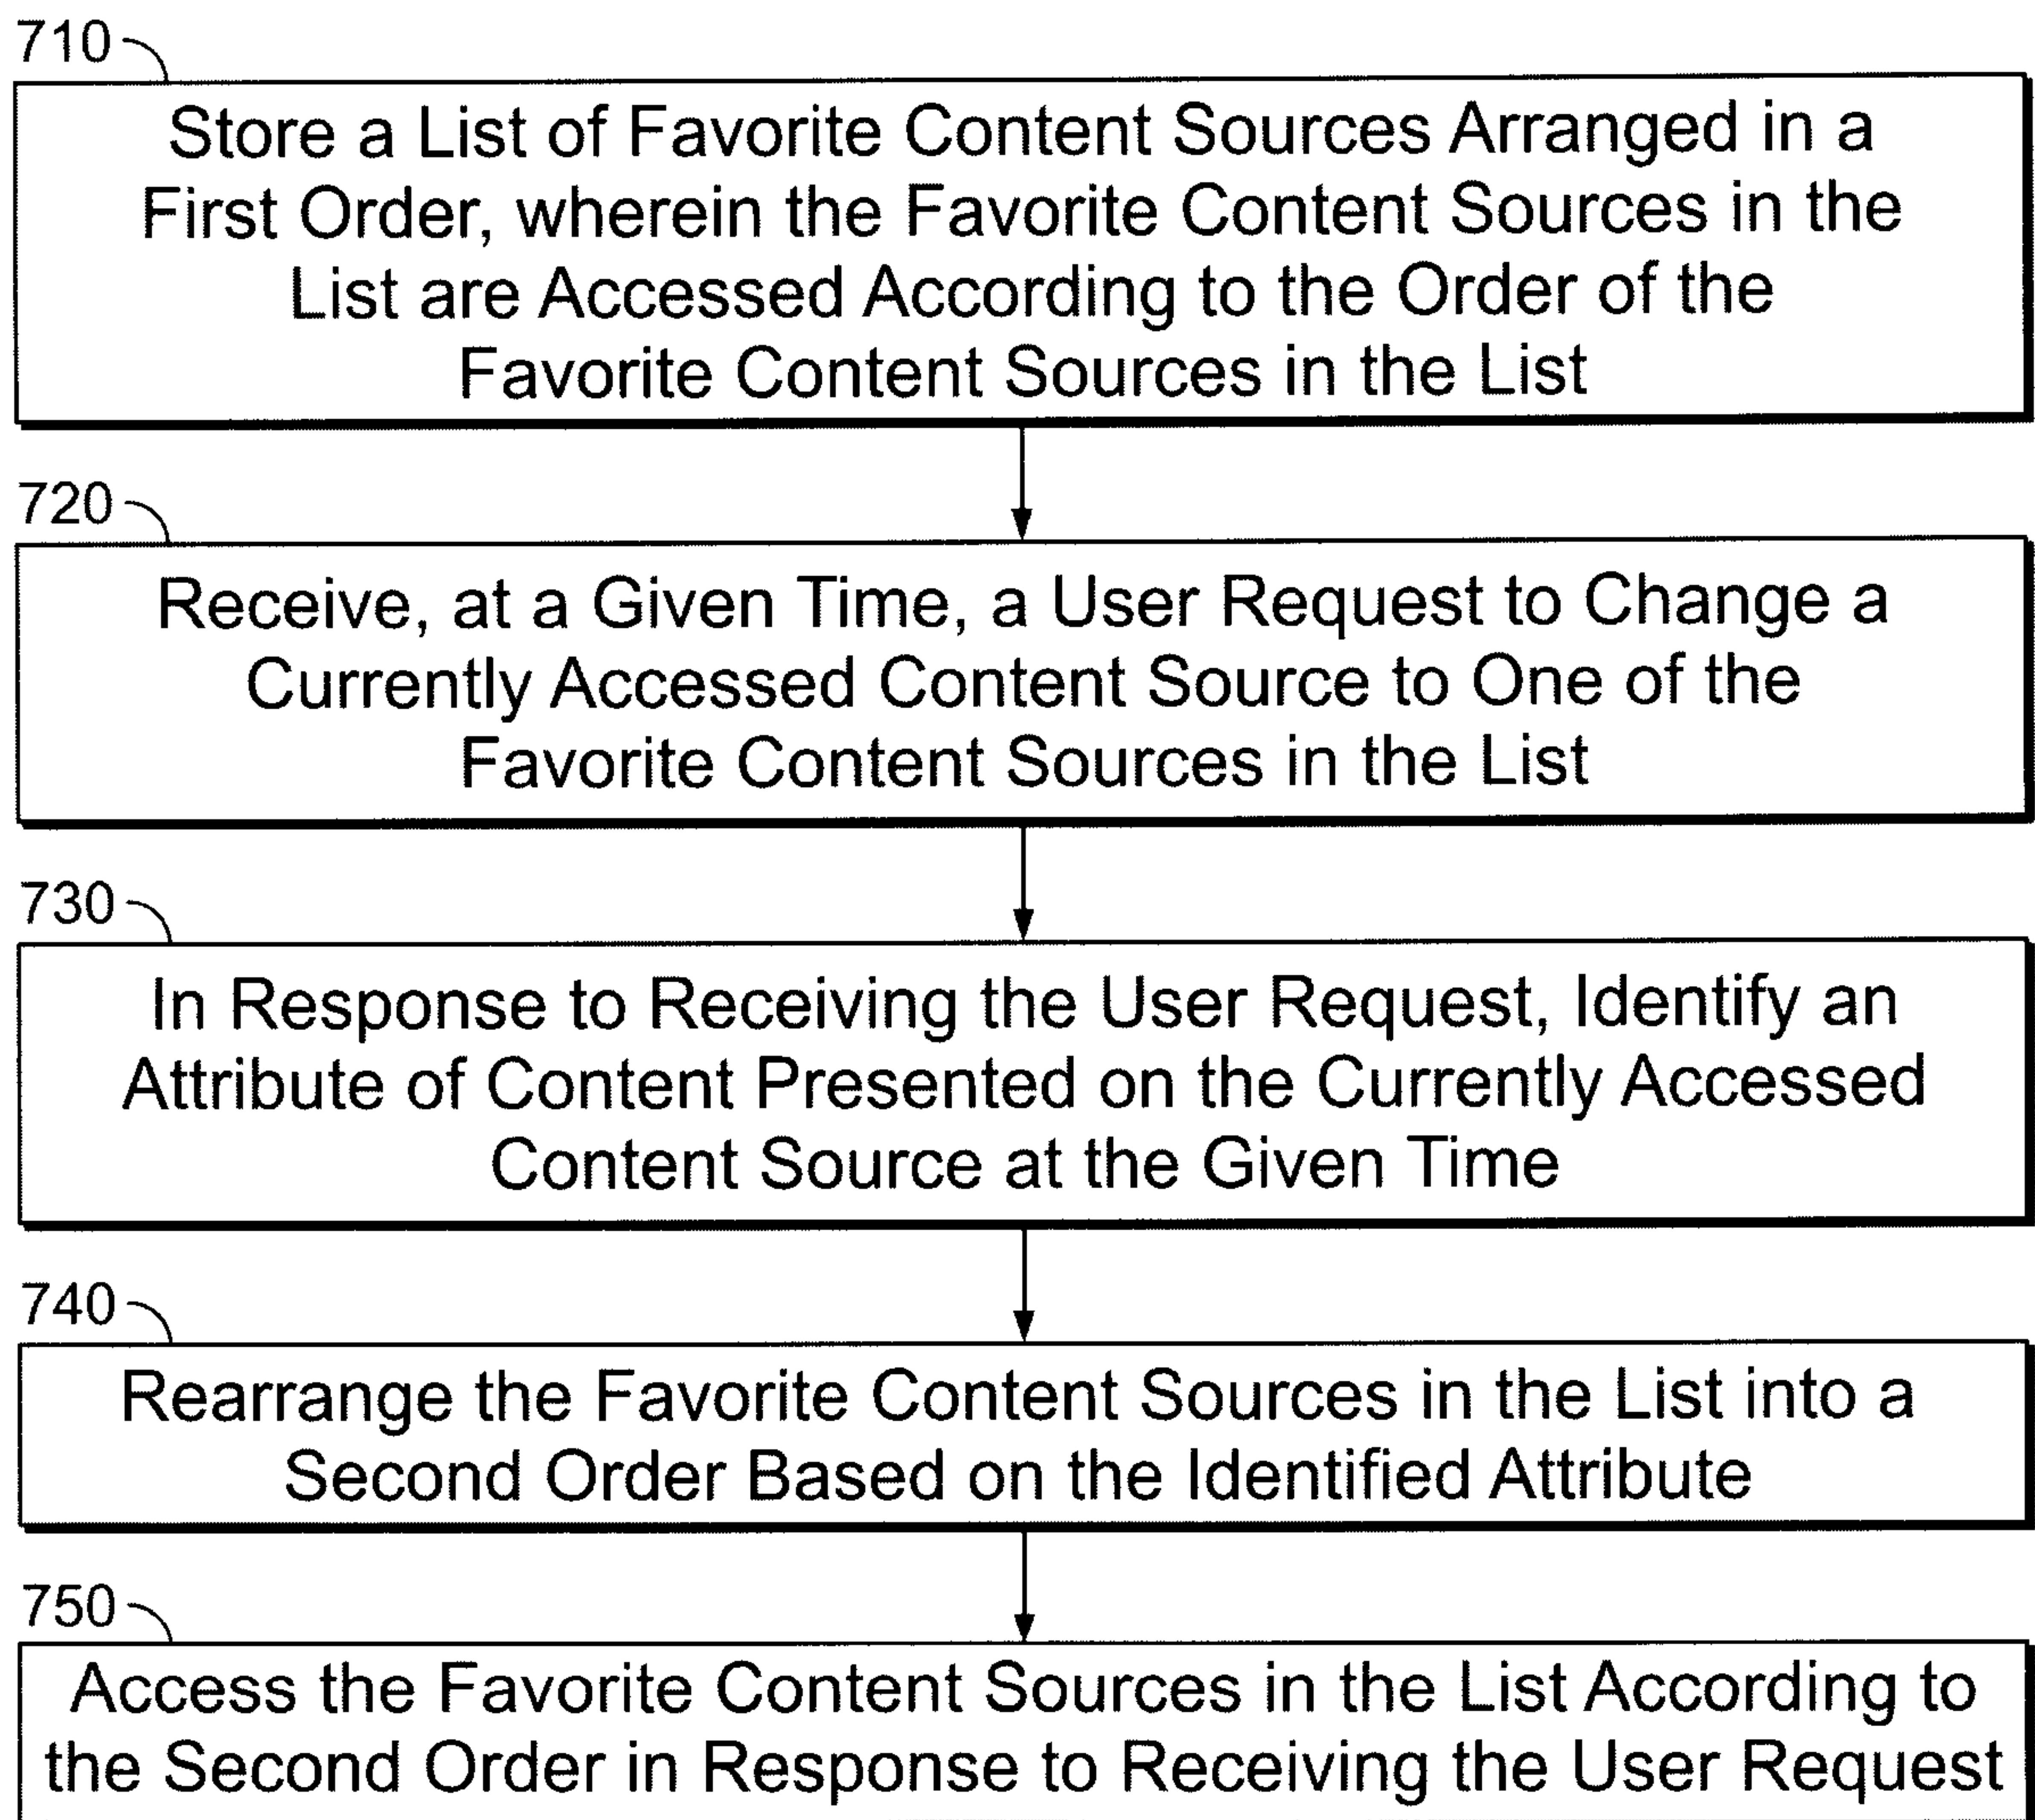 710
Store a List of Favorite Content Sources Arranged in a
First Order, wherein the Favorite Content Sources in the
List are Accessed According to the Order of the
Favorite Content Sources in the List
720
Receive, at a Given Time, a User Request to Change a
Currently Accessed Content Source to One of the
Favorite Content Sources in the List
730
In Response to Receiving the User Request, Identify an
Attribute of Content Presented on the Currently Accessed
Content Source at the Given Time
740
Rearrange the Favorite Content Sources in the List into a
Second Order Based on the Identified Attribute
750
Access the Favorite Content Sources in the List According to
the Second Order in Response to Receiving the User Request